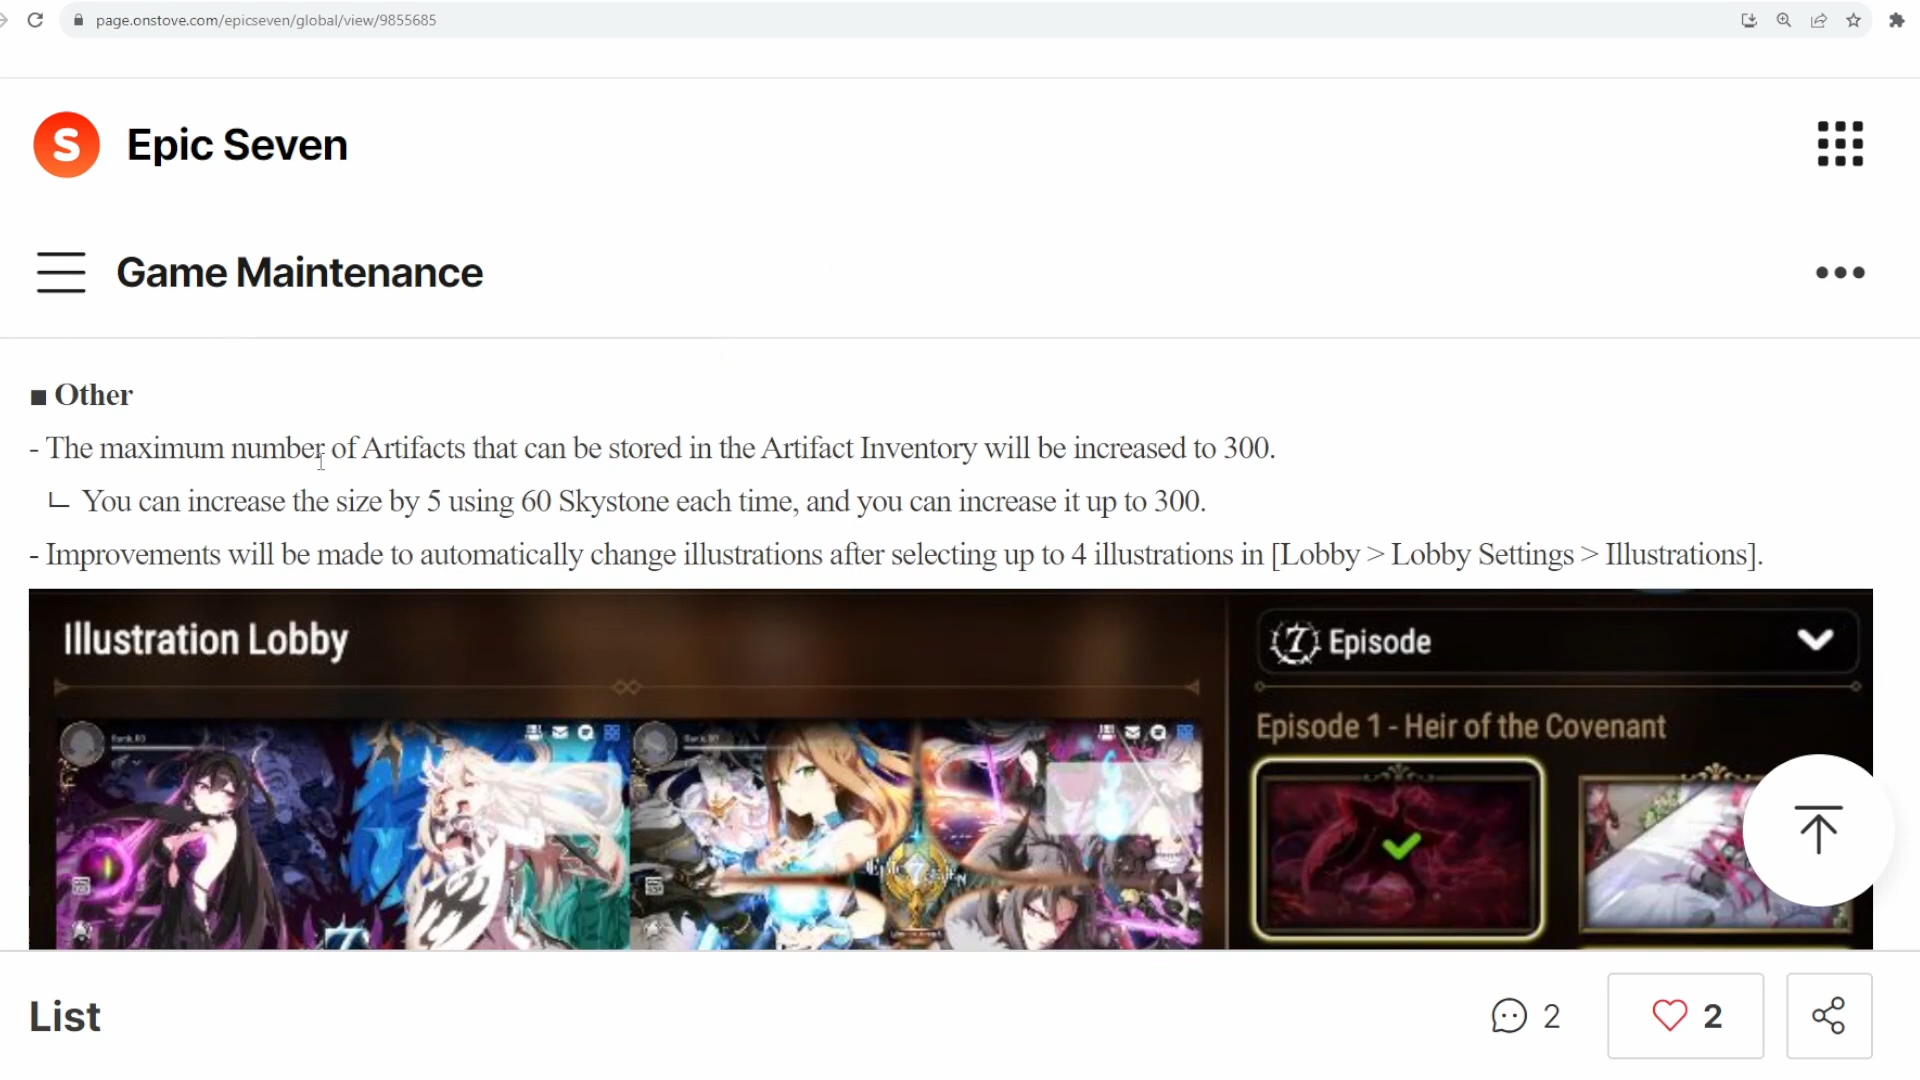 page.onstove.com/epicseven/global/view/9855685
S Epic Seven
Game Maintenance
■ Other
- The maximum number of Artifacts that can be stored in the Artifact Inventory will be increased to 300.
ㄴ You can increase the size by 5 using 60 Skystone each time, and you can increase it up to 300.
- Improvements will be made to automatically change illustrations after selecting up to 4 illustrations in [Lobby > Lobby Settings > Illustrations].
Illustration Lobby
7 Episode
Episode 1 - Heir of the Covenant
List
2
2